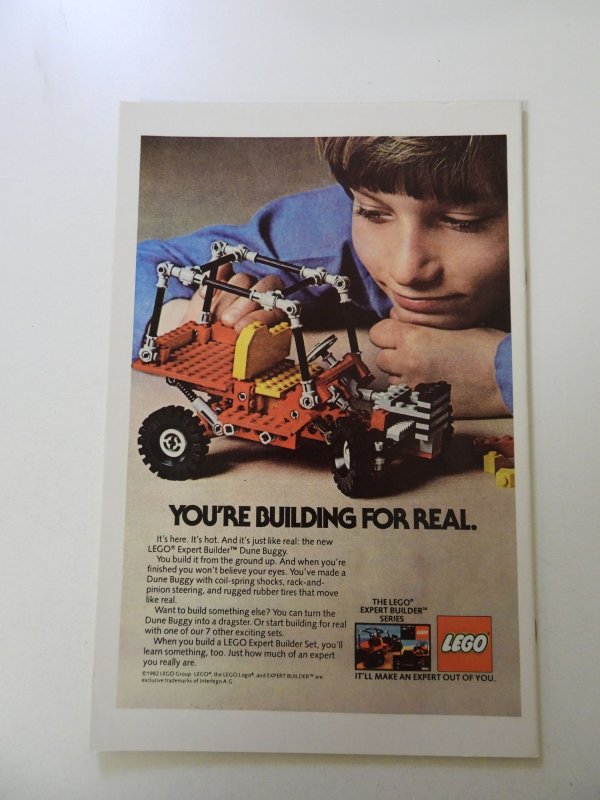 YOU'RE BUILDING FOR REAL.
It's here. It's hot. And it's just like real: the new
LEGO® Expert Builder™ Dune Buggy.
You build it from the ground up. And when you're
finished you won't believe your eyes. You've made a
Dune Buggy with coil-spring shocks, rack-and-
pinion steering, and rugged rubber tires that move
like real.
Want to build something else? You can turn the
Dune Buggy into a dragster. Or start building for real
with one of our 7 other exciting sets.
When you build a LEGO Expert Builder Set, you'll
learn something, too. Just how much of an expert
you really are.
©1982 LEGO Group. LEGO®, the LEGO Logo®, and EXPERT BUILDER™ are
exclusive trademarks of Interlego A.G.
THE LEGO®
EXPERT BUILDER™
SERIES
LEGO
IT'LL MAKE AN EXPERT OUT OF YOU.